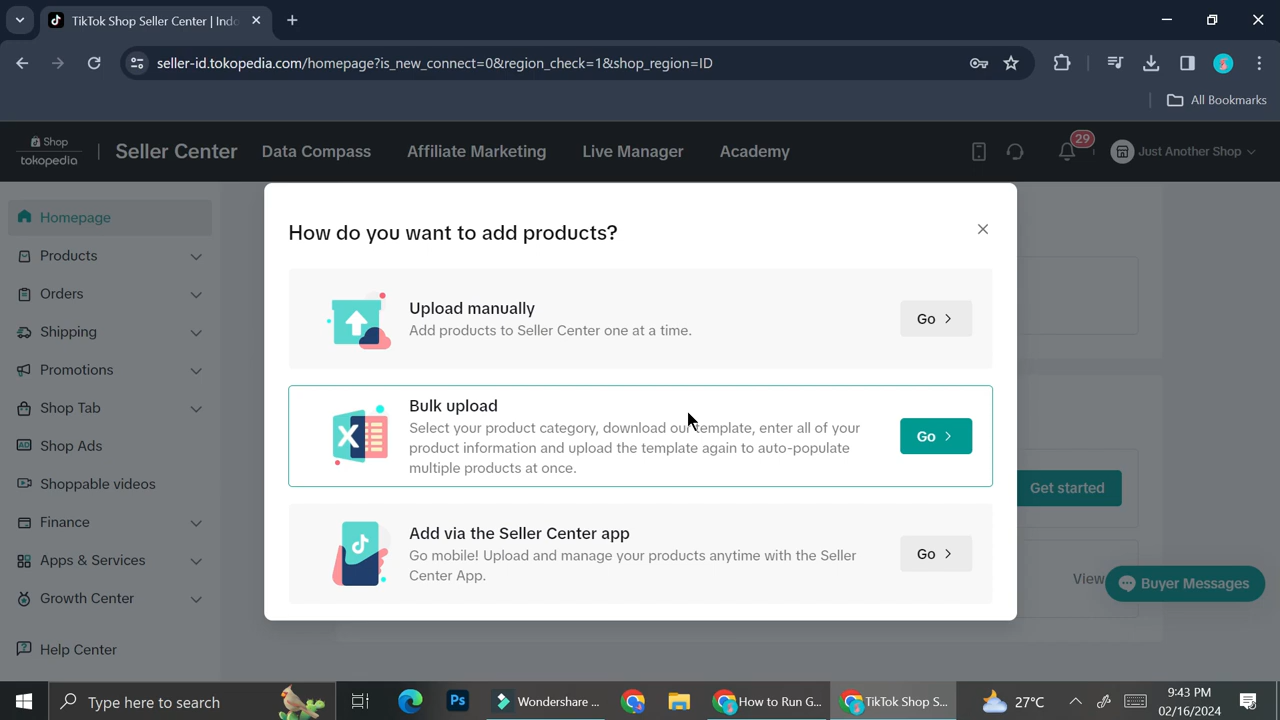 TikTok Shop Seller Center | Indo
seller-id.tokopedia.com/homepage?is_new_connect=0&region_check=1&shop_region=ID
All Bookmarks
Shop
tokopedia
Seller Center
Data Compass
Affiliate Marketing
Live Manager
Academy
29
Just Another Shop
Homepage
Products
Orders
Shipping
Promotions
Shop Tab
Shop Ads
Shoppable videos
Finance
Apps & Services
Growth Center
Help Center
How do you want to add products?
Upload manually
Add products to Seller Center one at a time.
Go
Bulk upload
Select your product category, download our template, enter all of your
product information and upload the template again to auto-populate
multiple products at once.
Go
Add via the Seller Center app
Go mobile! Upload and manage your products anytime with the Seller
Center App.
Go
Get started
View
Buyer Messages
Type here to search
Ps
Wondershare ...
How to Run G...
TikTok Shop S...
27°C
9:43 PM
02/16/2024